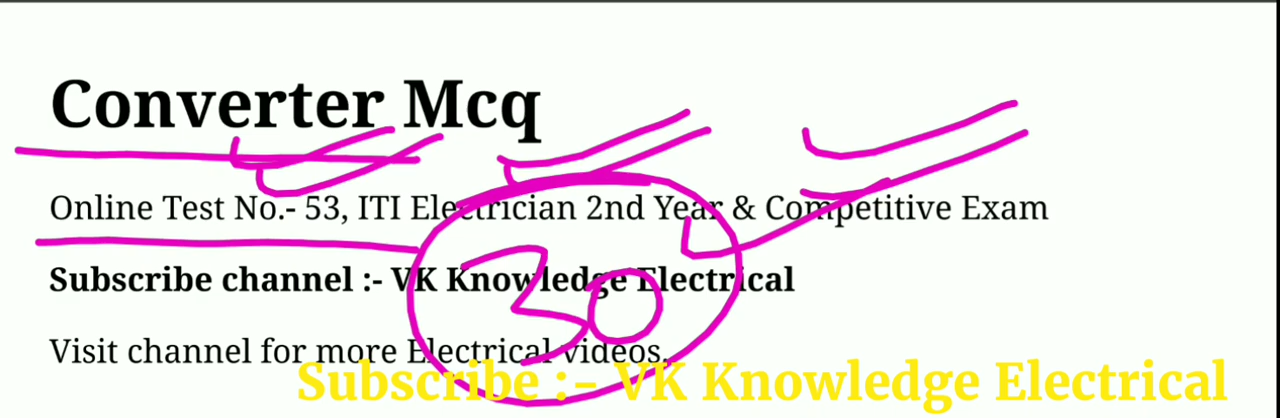 Converter Mcq
Online Test No.- 53, ITI Electrician 2nd Year & Competitive Exam
Subscribe channel :- VK Knowledge Electrical
30
Visit channel for more Electrical videos.
Subscribe :- VK Knowledge Electrical